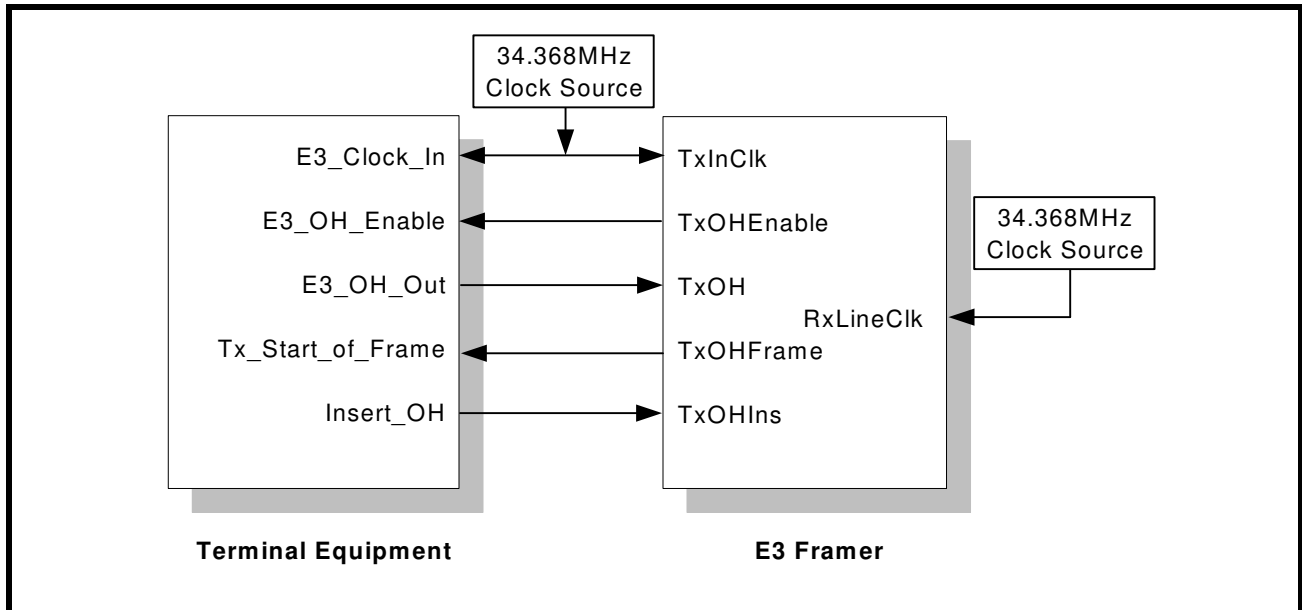 34.368MHz
Clock Source
E3_Clock_In
TxInClk
E3_OH_Enable
TxOHEnable
34.368MHz
Clock Source
E3_OH_Out
TxOH
RxLineClk
Tx_Start_of_Frame
TxOHFrame
Insert_OH
TxOHIns
Terminal Equipment
E3 Framer